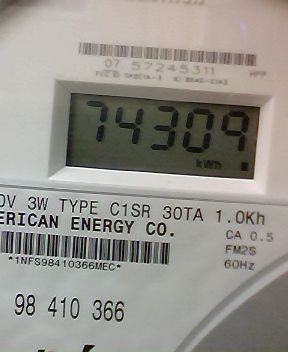 07 57245311
74309
kWh
3W TYPE C1SR 30TA 1.0Kh
ERICAN ENERGY CO.
CA 0.5
*1NFS98410366MEC*
FM2S
60Hz
98 410 366